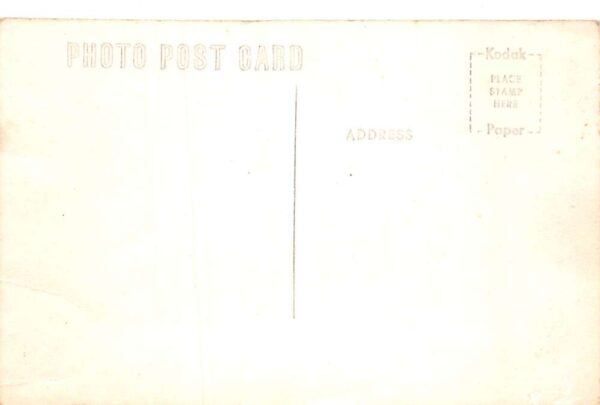 PHOTO POST CARD
Kodak
PLACE
STAMP
HERE
Paper
ADDRESS